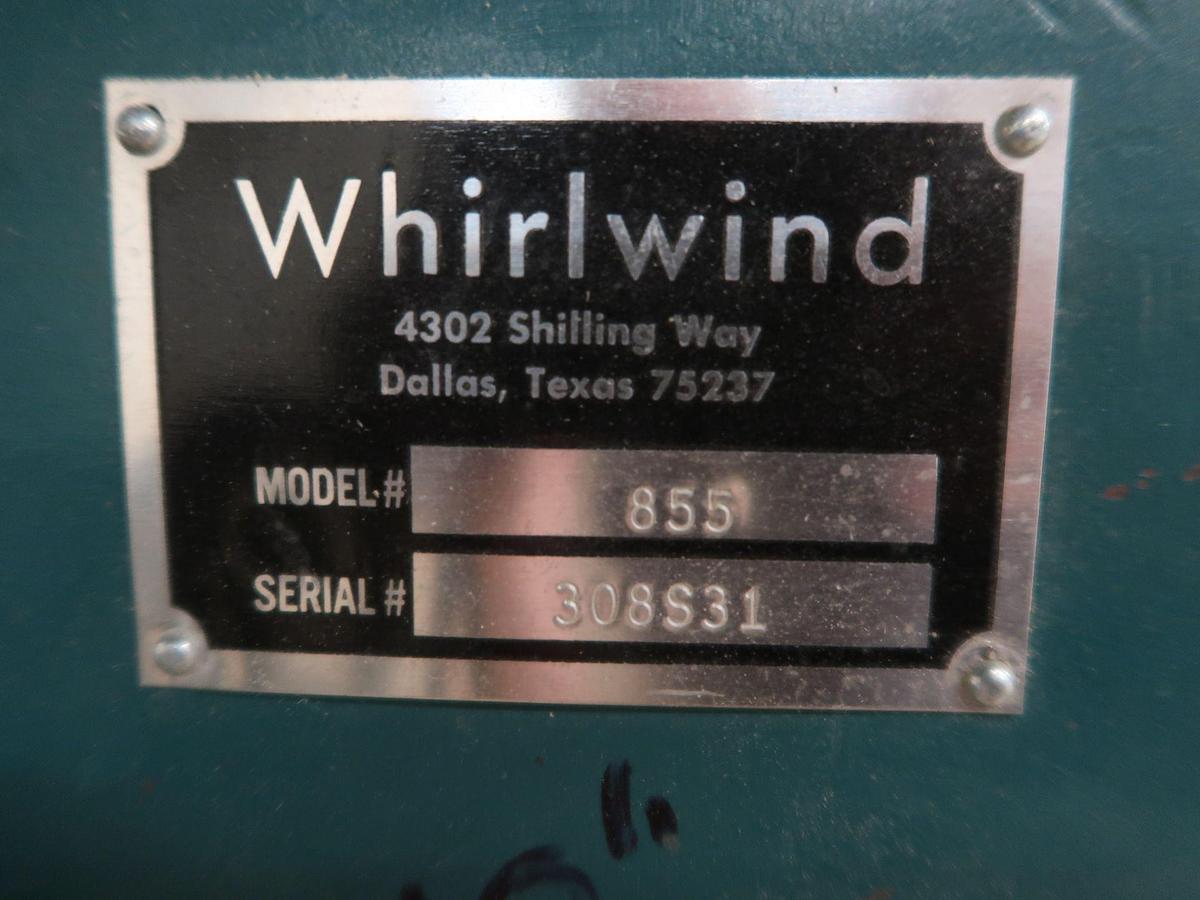 Whirlwind
4302 Shilling Way
Dallas, Texas 75237
MODEL # 855
SERIAL # 308S31